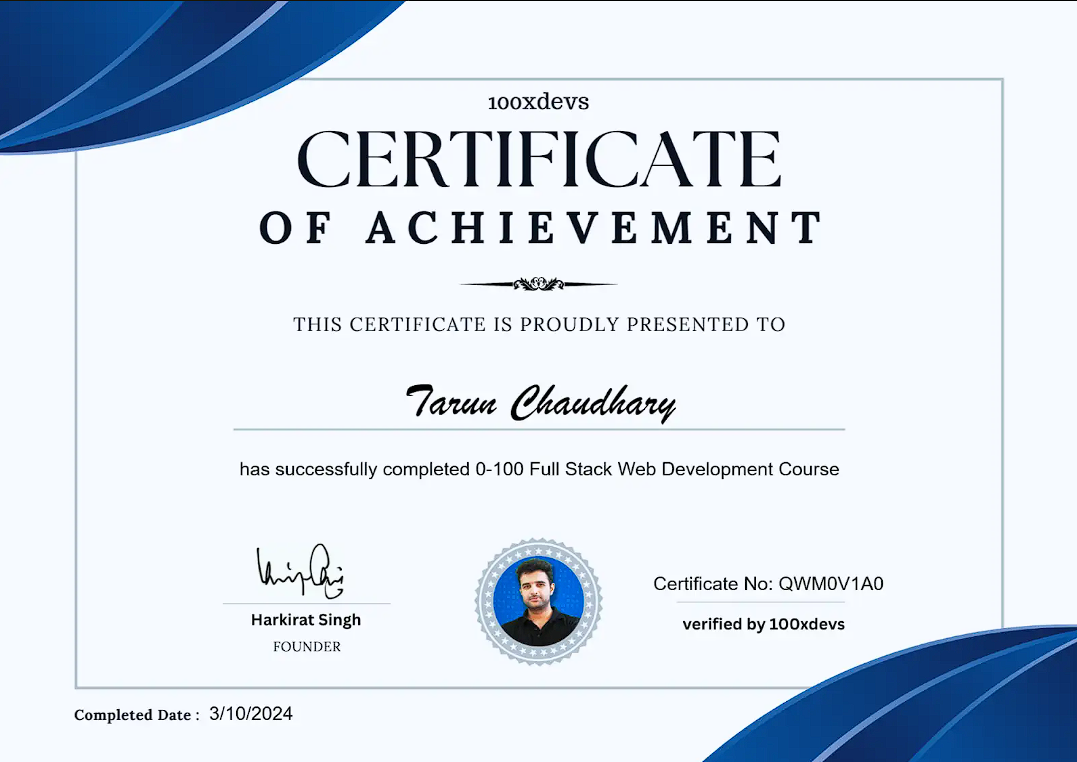 100xdevs
CERTIFICATE
OF ACHIEVEMENT
THIS CERTIFICATE IS PROUDLY PRESENTED TO
Tarun Chaudhary
has successfully completed 0-100 Full Stack Web Development Course
Harkirat Singh
FOUNDER
Certificate No: QWM0V1A0
verified by 100xdevs
Completed Date : 3/10/2024